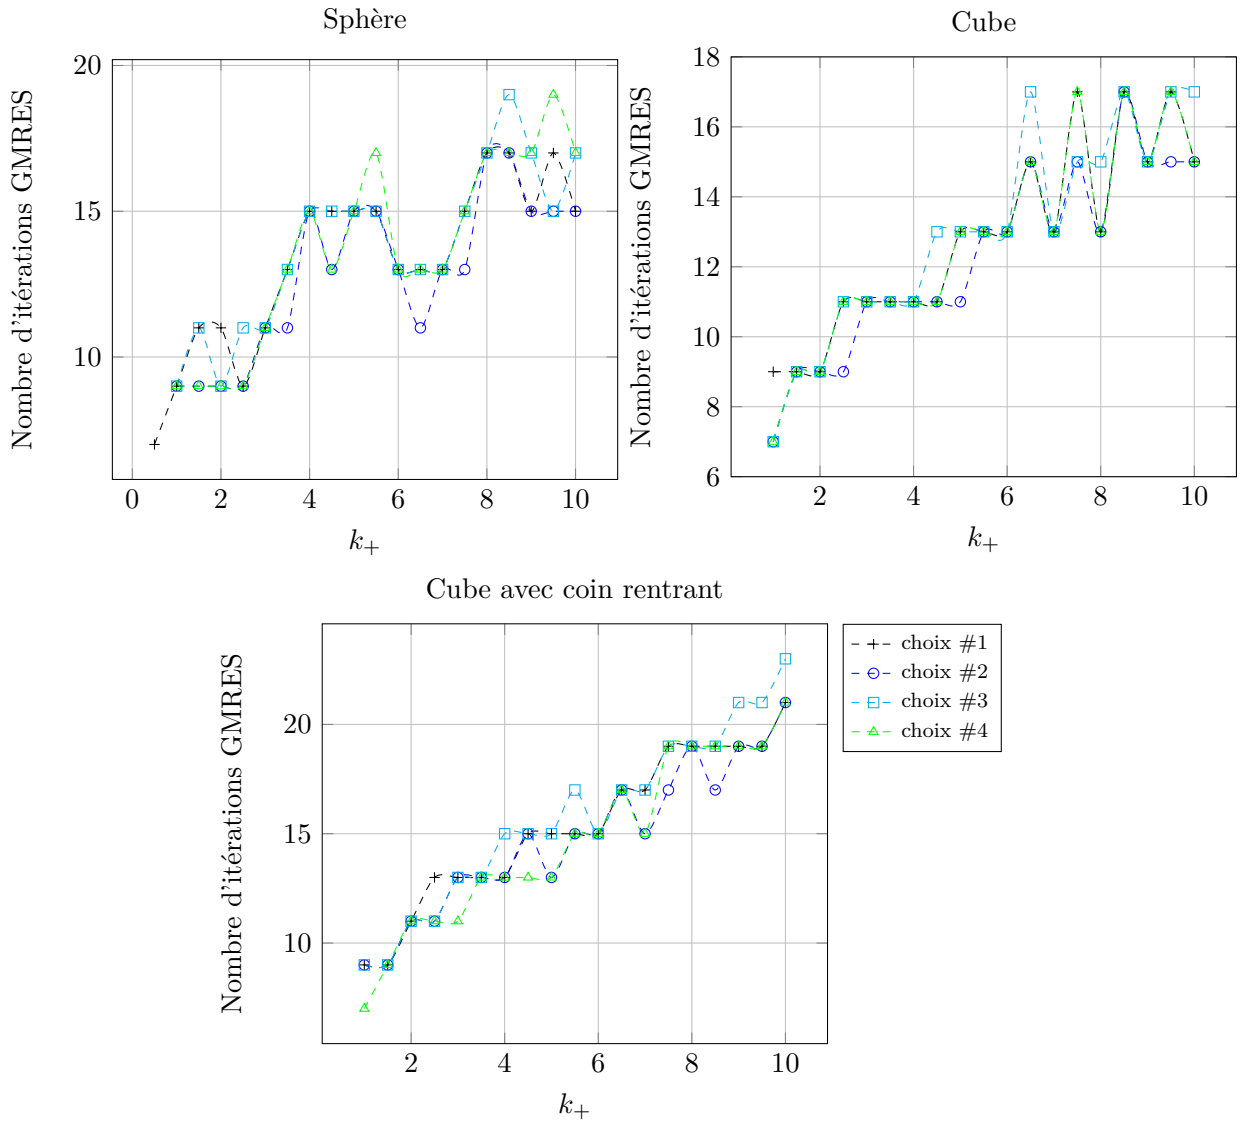 Sphère
Nombre d'itérations GMRES
20
15
10
0 2 4 6 8 10
k₊
Cube
Nombre d'itérations GMRES
18
16
14
12
10
8
6
2 4 6 8 10
k₊
Cube avec coin rentrant
Nombre d'itérations GMRES
20
15
10
2 4 6 8 10
k₊
choix #1
choix #2
choix #3
choix #4